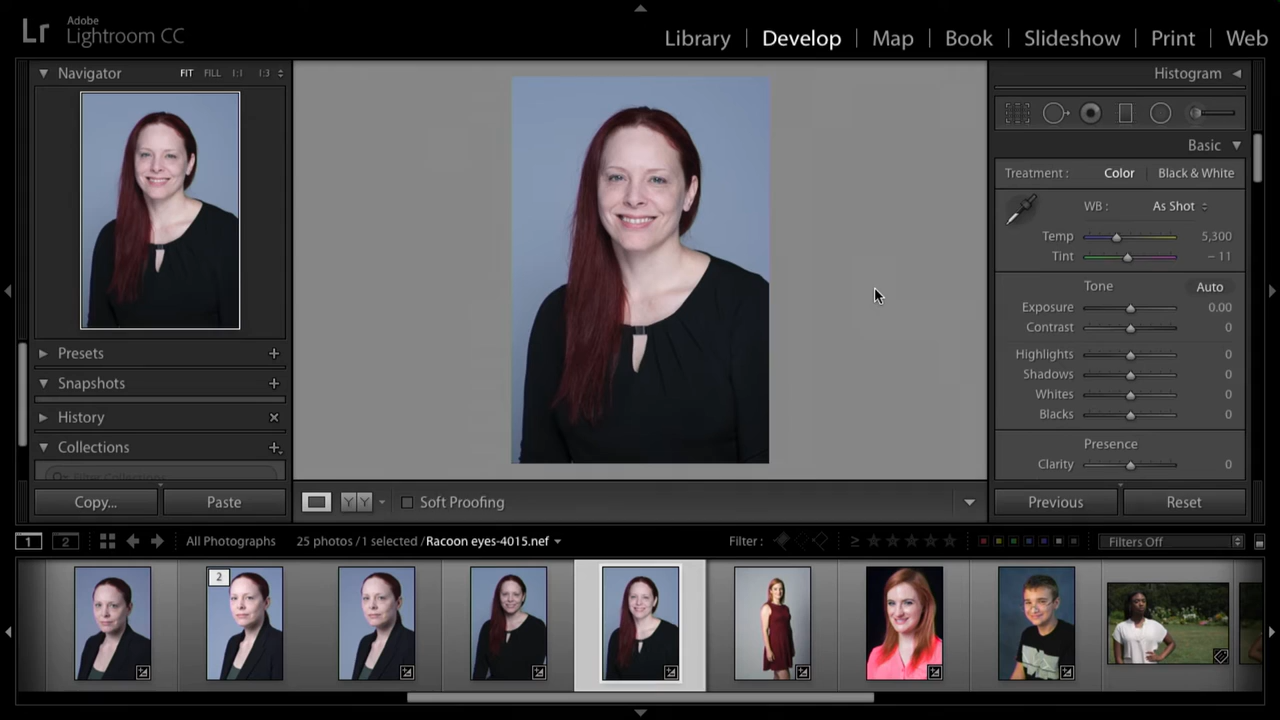 Lr Adobe
Lightroom CC
Library | Develop | Map | Book | Slideshow | Print | Web
Navigator FIT FILL 1:1 1:3
Histogram
Basic
Treatment : Color Black & White
WB : As Shot
Temp 5,300
Tint – 11
Tone Auto
Exposure 0.00
Contrast 0
Highlights 0
Shadows 0
Whites 0
Blacks 0
Presence
Clarity 0
Presets +
Snapshots +
History ×
Collections +
Filter Collections
Copy... Paste
Y Y Soft Proofing
Previous Reset
1 2 All Photographs 25 photos / 1 selected / Racoon eyes-4015.nef Filter : ≥ Filters Off
2